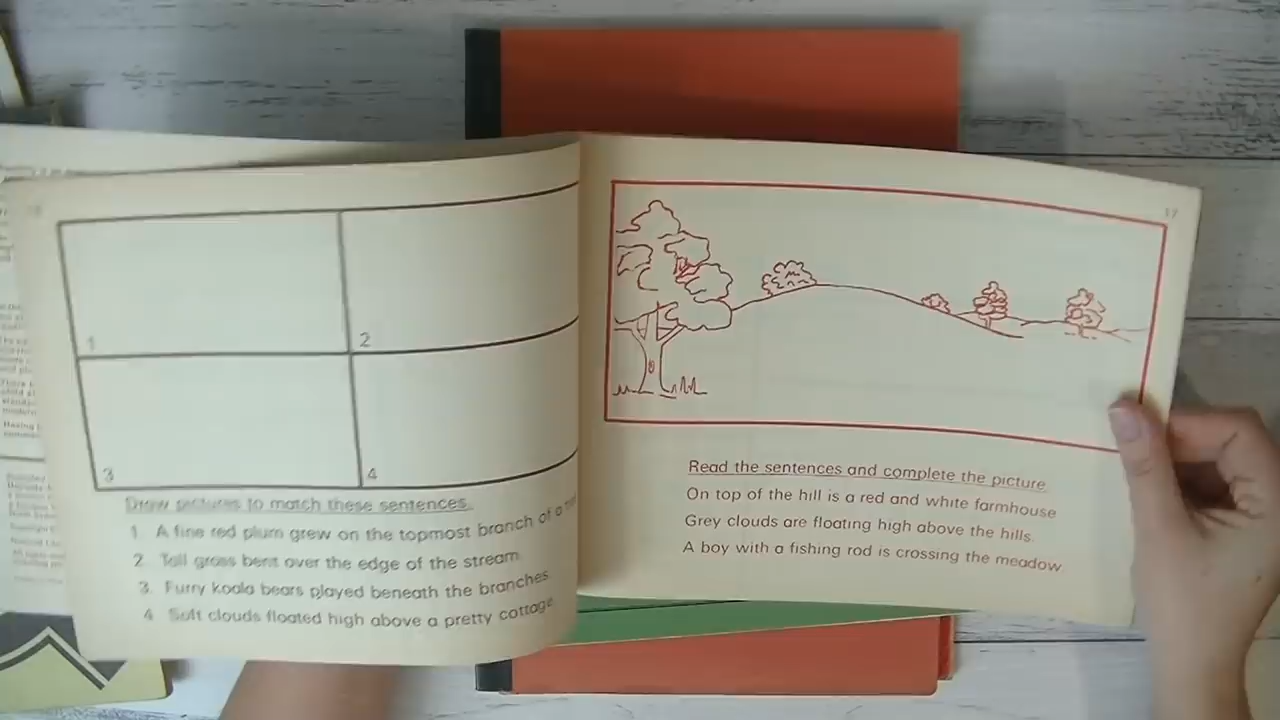 1
2
3
4
Draw pictures to match these sentences.
1. A fine red plum grew on the topmost branch of a
2. Tall grass bent over the edge of the stream
3. Furry koala bears played beneath the branches
4 Soft clouds floated high above a pretty cottage
17
Read the sentences and complete the picture
On top of the hill is a red and white farmhouse
Grey clouds are floating high above the hills.
A boy with a fishing rod is crossing the meadow